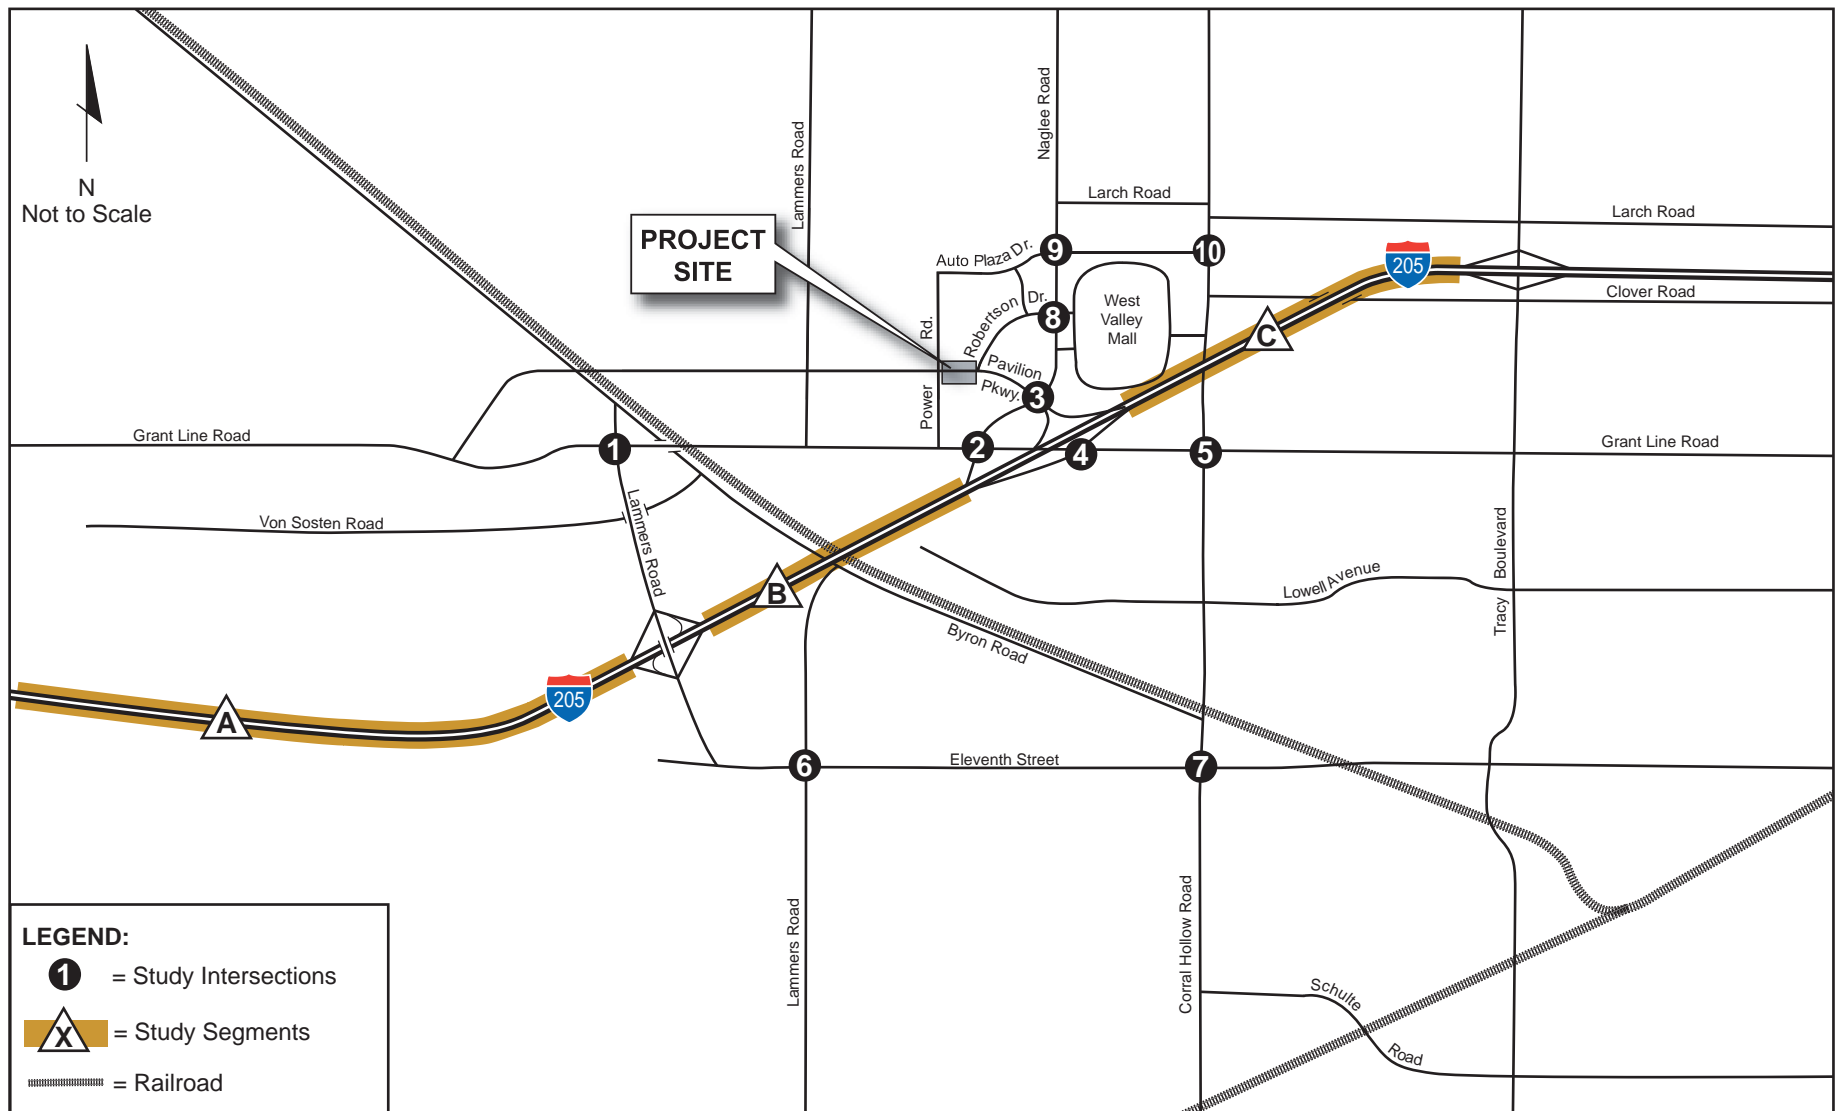 N
Not to Scale
PROJECT
SITE
Lammers Road
Naglee Road
Larch Road
Larch Road
Auto Plaza Dr.
9
10
205
Clover Road
Robertson Dr.
8
West
Valley
Mall
C
Power Rd.
Pavilion
Pkwy.
3
Grant Line Road
1
2
4
5
Grant Line Road
Von Sosten Road
Lammers Road
B
Lowell Avenue
Tracy Boulevard
Byron Road
A
205
6
Eleventh Street
7
Lammers Road
Corral Hollow Road
Schulte
Road
LEGEND:
1 = Study Intersections
X = Study Segments
= Railroad